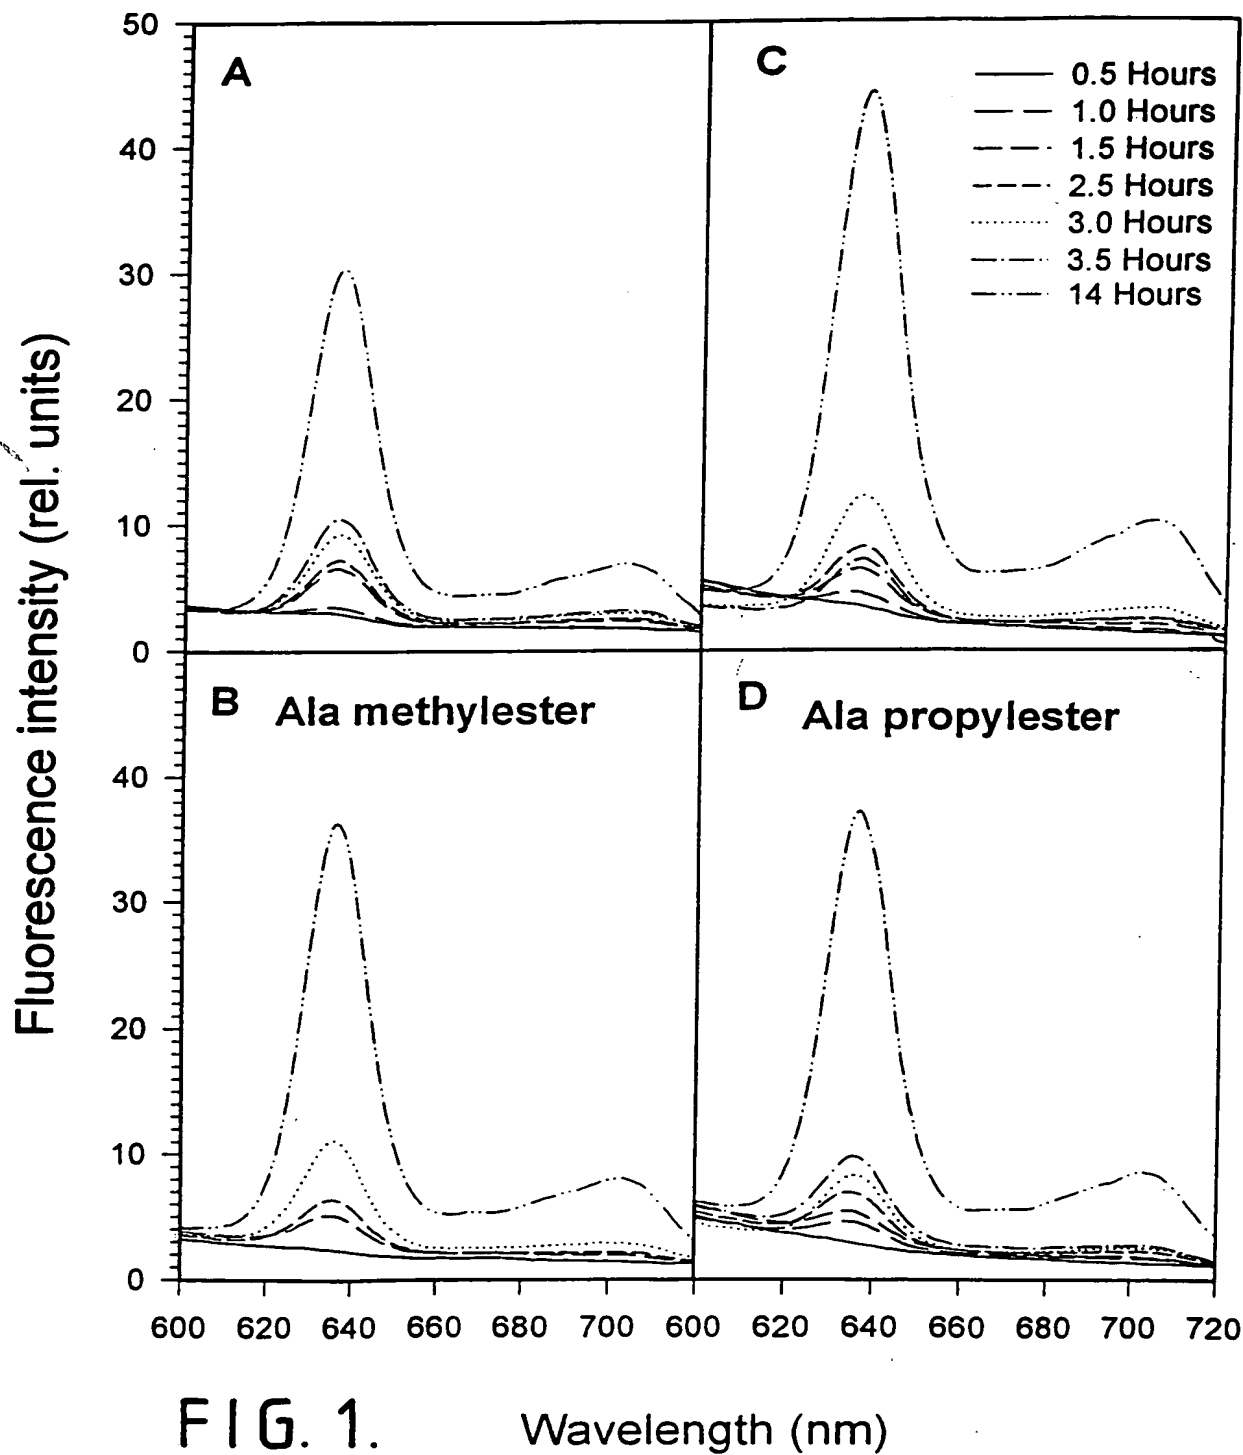 50
40
30
20
10
0
40
30
20
10
0
Fluorescence intensity (rel. units)
A
C
0.5 Hours
1.0 Hours
1.5 Hours
2.5 Hours
3.0 Hours
3.5 Hours
14 Hours
B Ala methylester
D Ala propylester
600 620 640 660 680 700 600 620 640 660 680 700 720
FIG. 1.
Wavelength (nm)